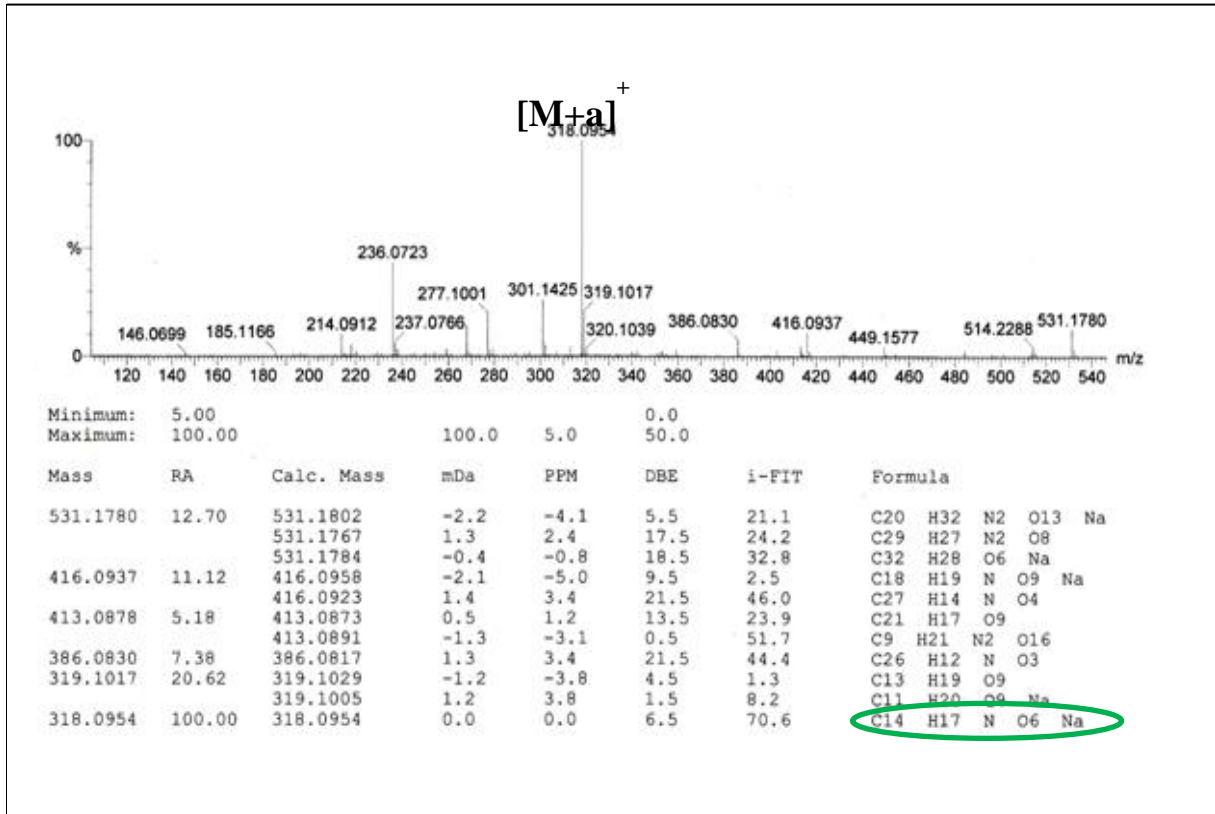 [M+a]+
318.0954
100
%
0
236.0723
277.1001
301.1425
319.1017
146.0699
185.1166
214.0912
237.0766
320.1039
386.0830
416.0937
449.1577
514.2288
531.1780
120 140 160 180 200 220 240 260 280 300 320 340 360 380 400 420 440 460 480 500 520 540 m/z
Minimum: 5.00 0.0
Maximum: 100.00 100.0 5.0 50.0
Mass RA Calc. Mass mDa PPM DBE i-FIT Formula
531.1780 12.70 531.1802 -2.2 -4.1 5.5 21.1 C20 H32 N2 O13 Na
531.1767 1.3 2.4 17.5 24.2 C29 H27 N2 O8
531.1784 -0.4 -0.8 18.5 32.8 C32 H28 O6 Na
416.0937 11.12 416.0958 -2.1 -5.0 9.5 2.5 C18 H19 N O9 Na
416.0923 1.4 3.4 21.5 46.0 C27 H14 N O4
413.0878 5.18 413.0873 0.5 1.2 13.5 23.9 C21 H17 O9
413.0891 -1.3 -3.1 0.5 51.7 C9 H21 N2 O16
386.0830 7.38 386.0817 1.3 3.4 21.5 44.4 C26 H12 N O3
319.1017 20.62 319.1029 -1.2 -3.8 4.5 1.3 C13 H19 O9
319.1005 1.2 3.8 1.5 8.2 C11 H20 O9 Na
318.0954 100.00 318.0954 0.0 0.0 6.5 70.6 C14 H17 N O6 Na